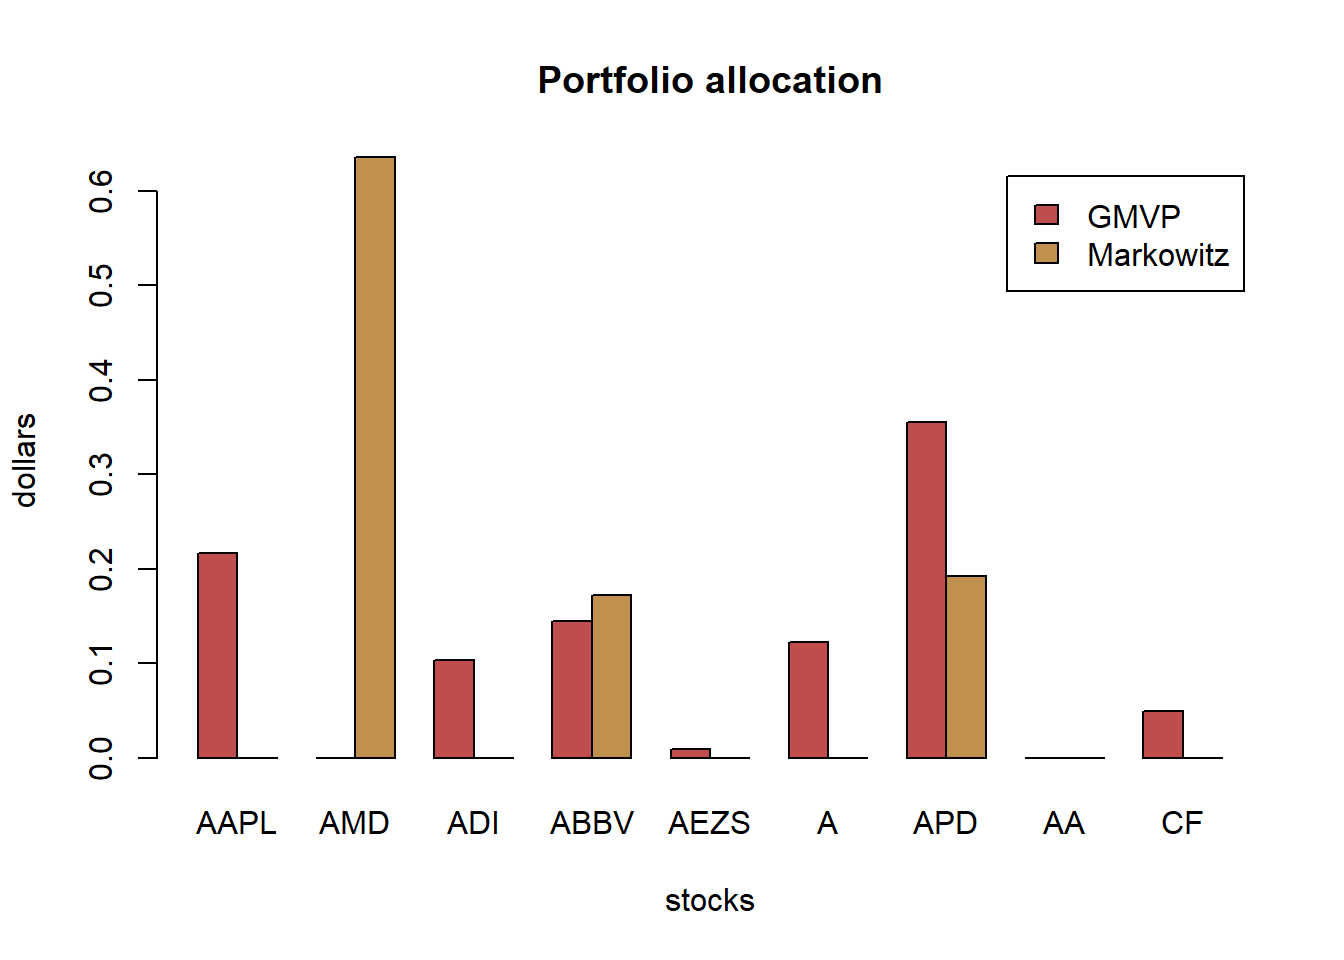 Portfolio allocation
GMVP
Markowitz
0.6
0.5
0.4
0.3
0.2
0.1
0.0
dollars
AAPL AMD ADI ABBV AEZS A APD AA CF
stocks